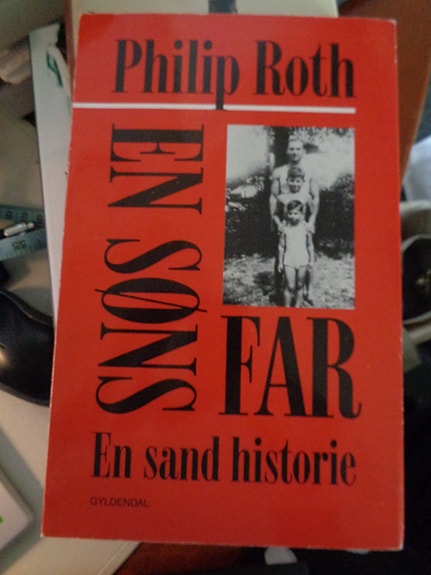 Philip Roth
EN SØNS
FAR
En sand historie
GYLDENDAL